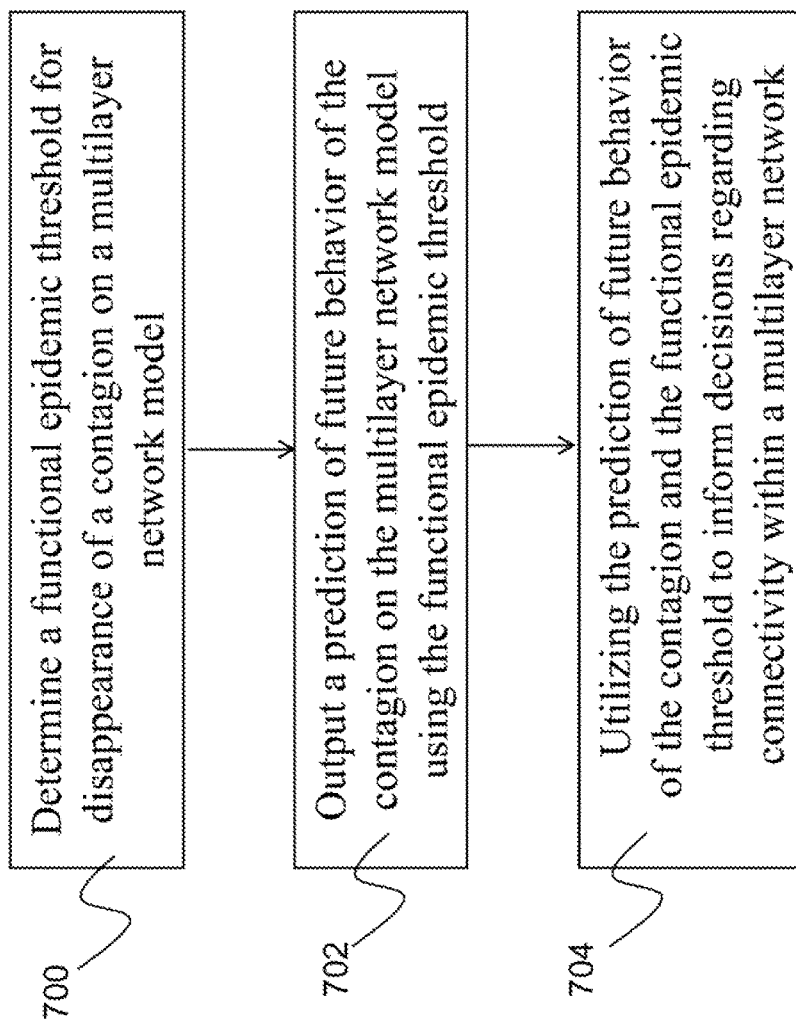 Determine a functional epidemic threshold for
disappearance of a contagion on a multilayer
network model
700
Output a prediction of future behavior of the
contagion on the multilayer network model
using the functional epidemic threshold
702
Utilizing the prediction of future behavior
of the contagion and the functional epidemic
threshold to inform decisions regarding
connectivity within a multilayer network
704